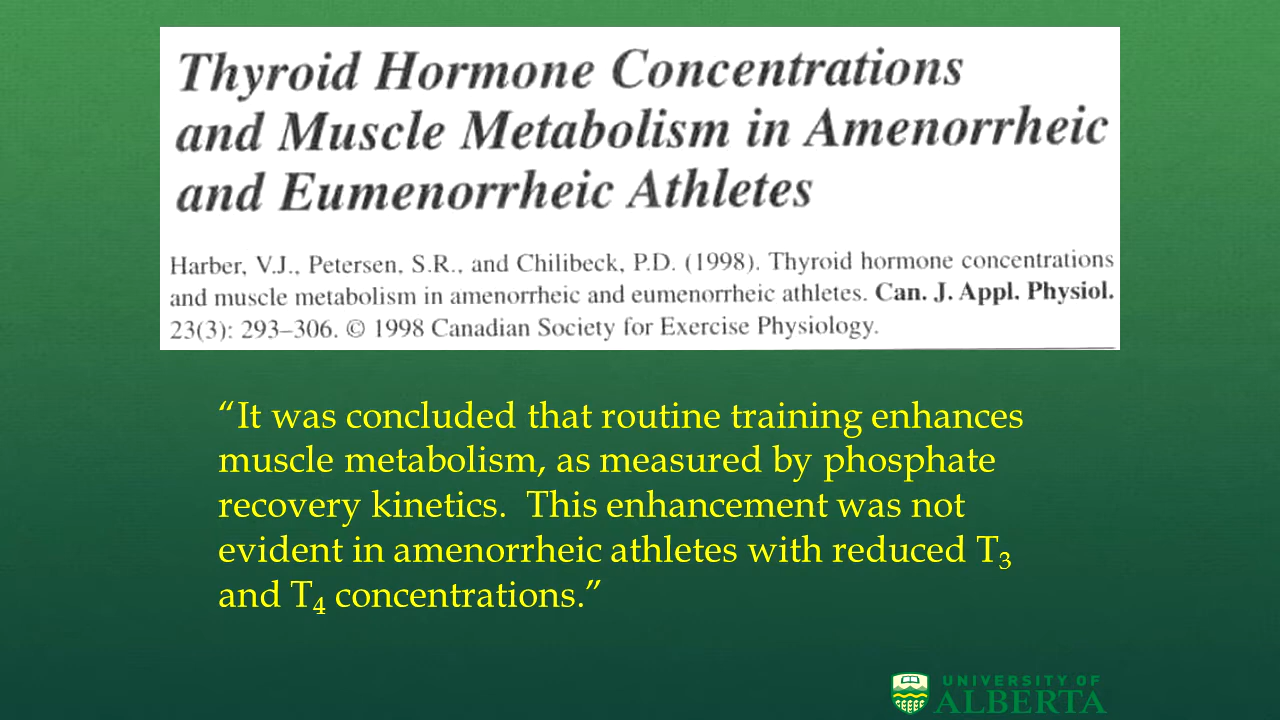 Thyroid Hormone Concentrations
and Muscle Metabolism in Amenorrheic
and Eumenorrheic Athletes
Harber, V.J., Petersen, S.R., and Chilibeck, P.D. (1998). Thyroid hormone concentrations
and muscle metabolism in amenorrheic and eumenorrheic athletes. Can. J. Appl. Physiol.
23(3): 293–306. © 1998 Canadian Society for Exercise Physiology.
“It was concluded that routine training enhances
muscle metabolism, as measured by phosphate
recovery kinetics.  This enhancement was not
evident in amenorrheic athletes with reduced T₃
and T₄ concentrations.”
UNIVERSITY OF
ALBERTA